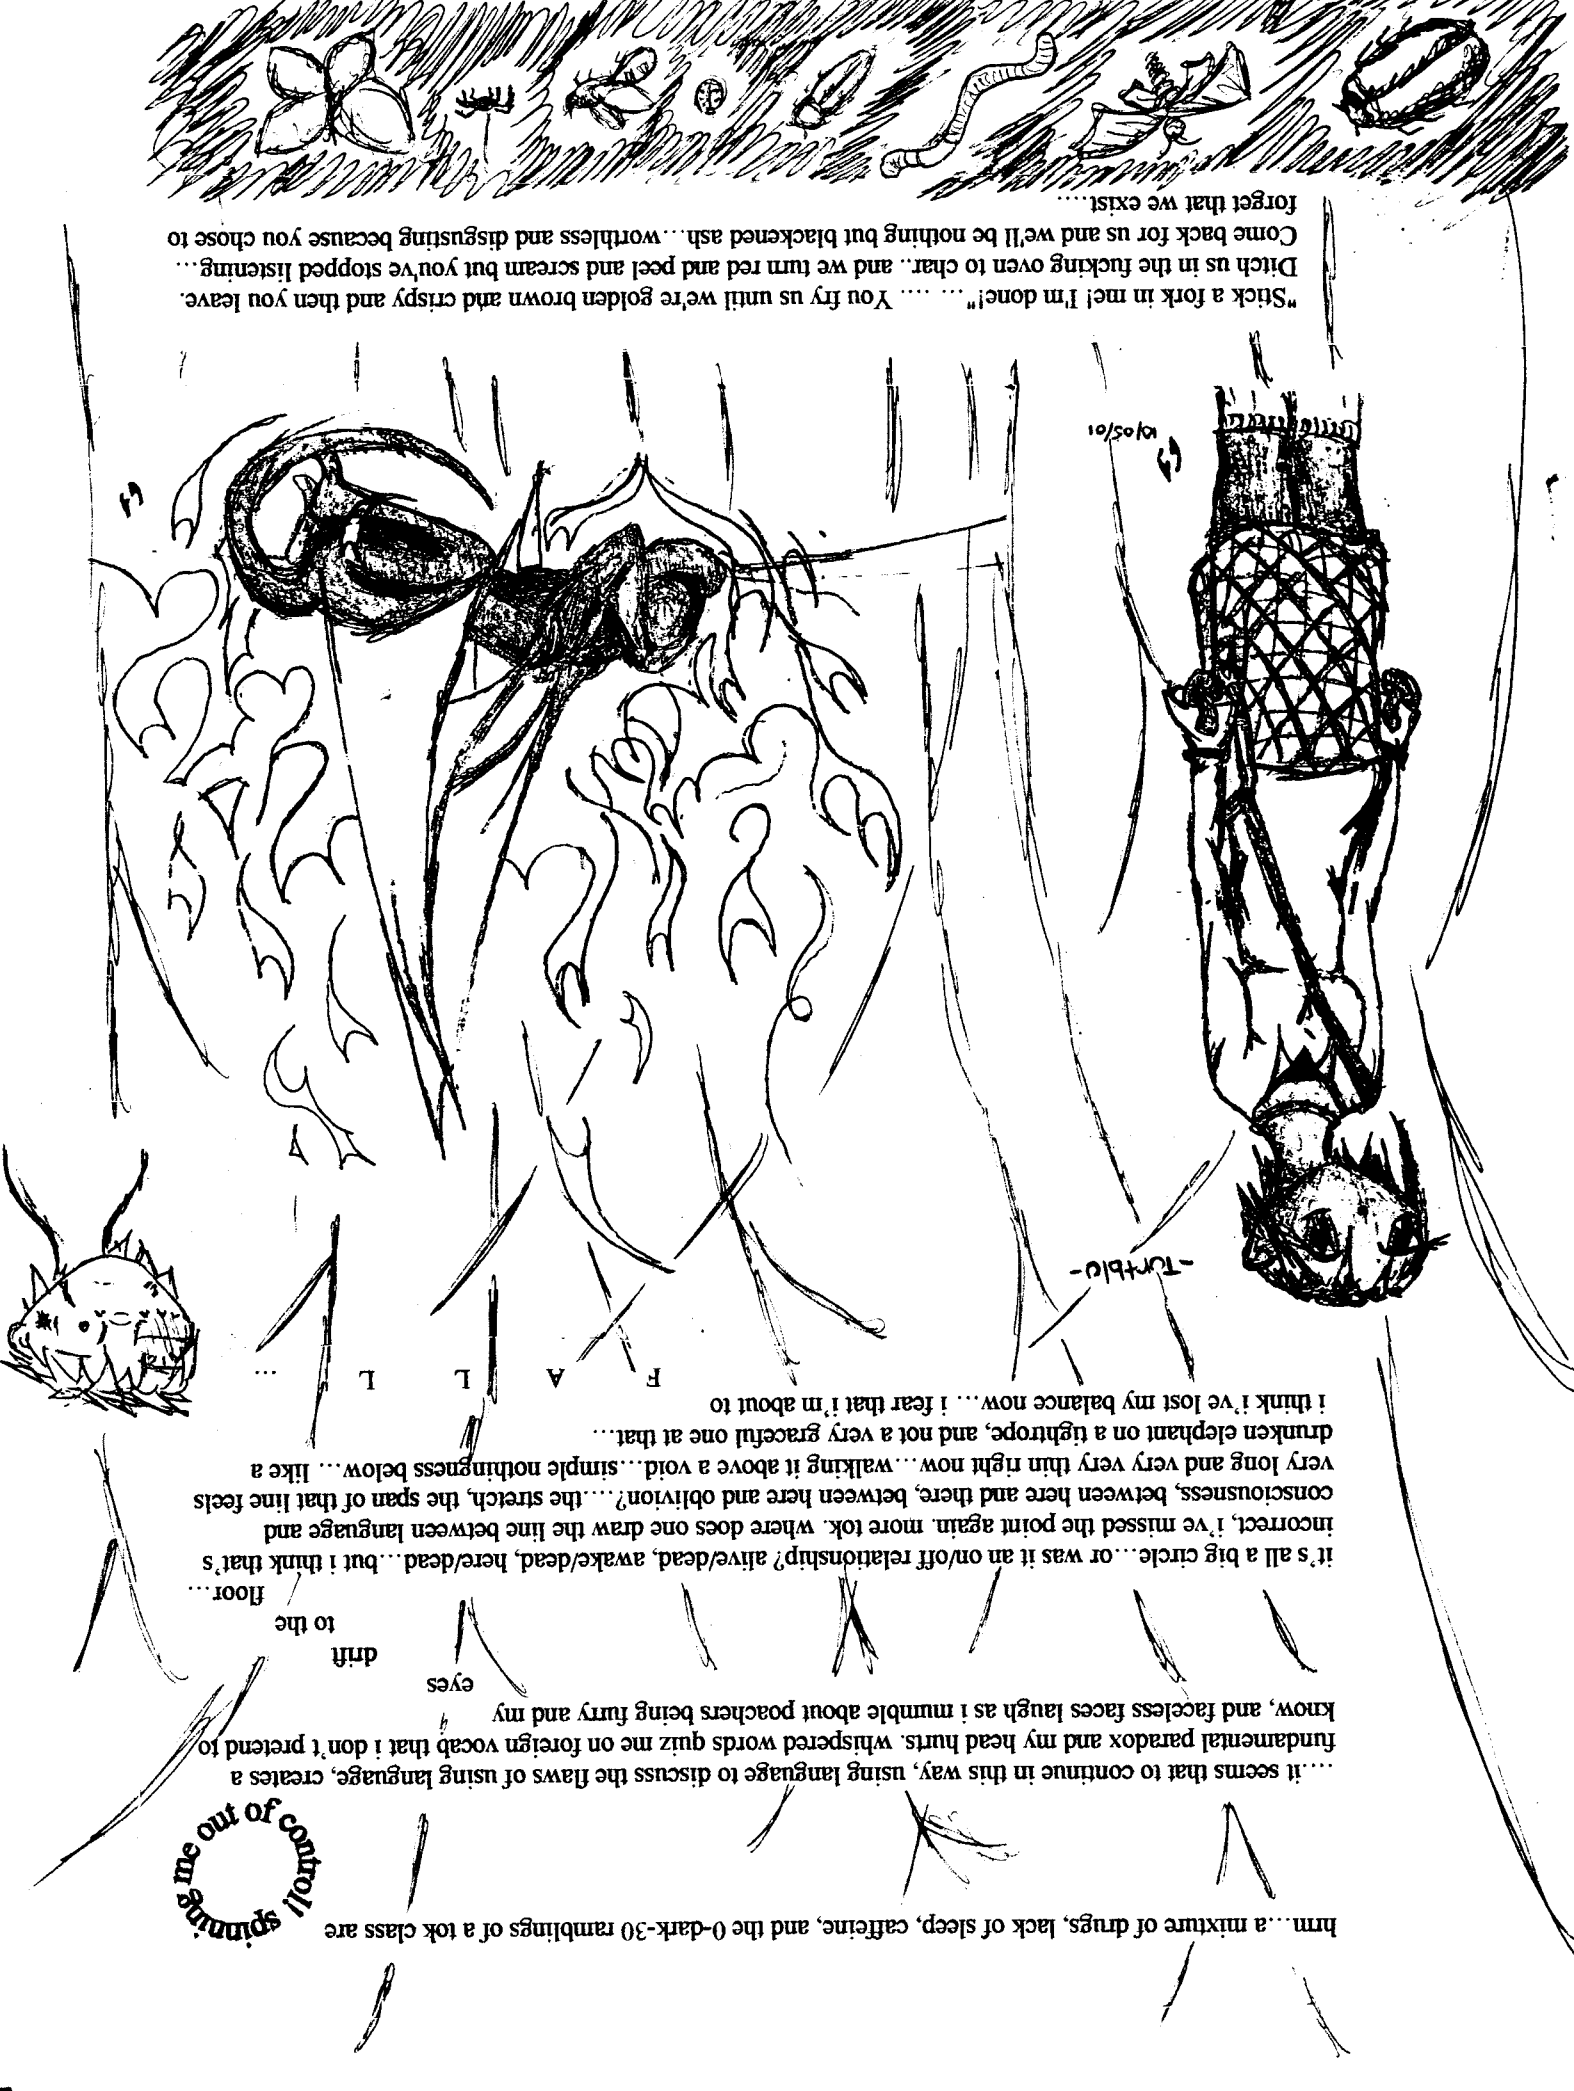 hrm…a mixture of drugs, lack of sleep, caffeine, and the 0-dark-30 ramblings of a tok class are
spinning me out of control!
….it seems that to continue in this way, using language to discuss the flaws of using language, creates a
fundamental paradox and my head hurts. whispered words quiz me on foreign vocab that i don't pretend to
know, and faceless faces laugh as i mumble about poachers being furry and my
eyes
drift
to the
floor…
it's all a big circle…or was it an on/off relationship? alive/dead, awake/dead, here/dead…but i think that's
incorrect, i've missed the point again. more tok. where does one draw the line between language and
consciousness, between here and there, between here and oblivion?….the stretch, the span of that line feels
very long and very very thin right now…walking it above a void…simple nothingness below… like a
drunken elephant on a tightrope, and not a very graceful one at that…
i think i've lost my balance now… i fear that i'm about to
F A L L …
-Turtblu-
10/05/01
"Stick a fork in me! I'm done!"… …. You fry us until we're golden brown and crispy and then you leave.
Ditch us in the fucking oven to char.. and we turn red and peel and scream but you've stopped listening…
Come back for us and we'll be nothing but blackened ash…worthless and disgusting because you chose to
forget that we exist….